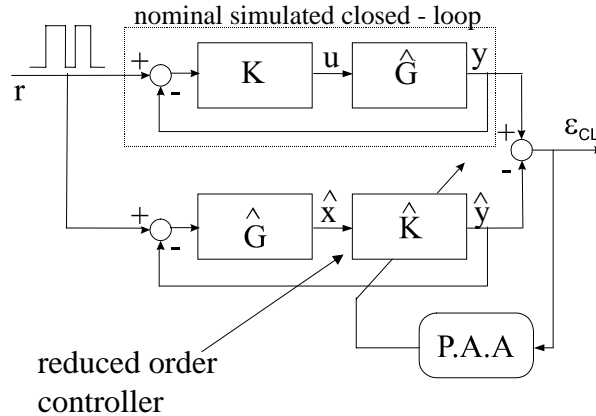 nominal simulated closed - loop
+
-
K
u
Ĝ
y
r
+
-
ε_CL
+
-
Ĝ
x̂
K̂
ŷ
P.A.A
reduced order
controller